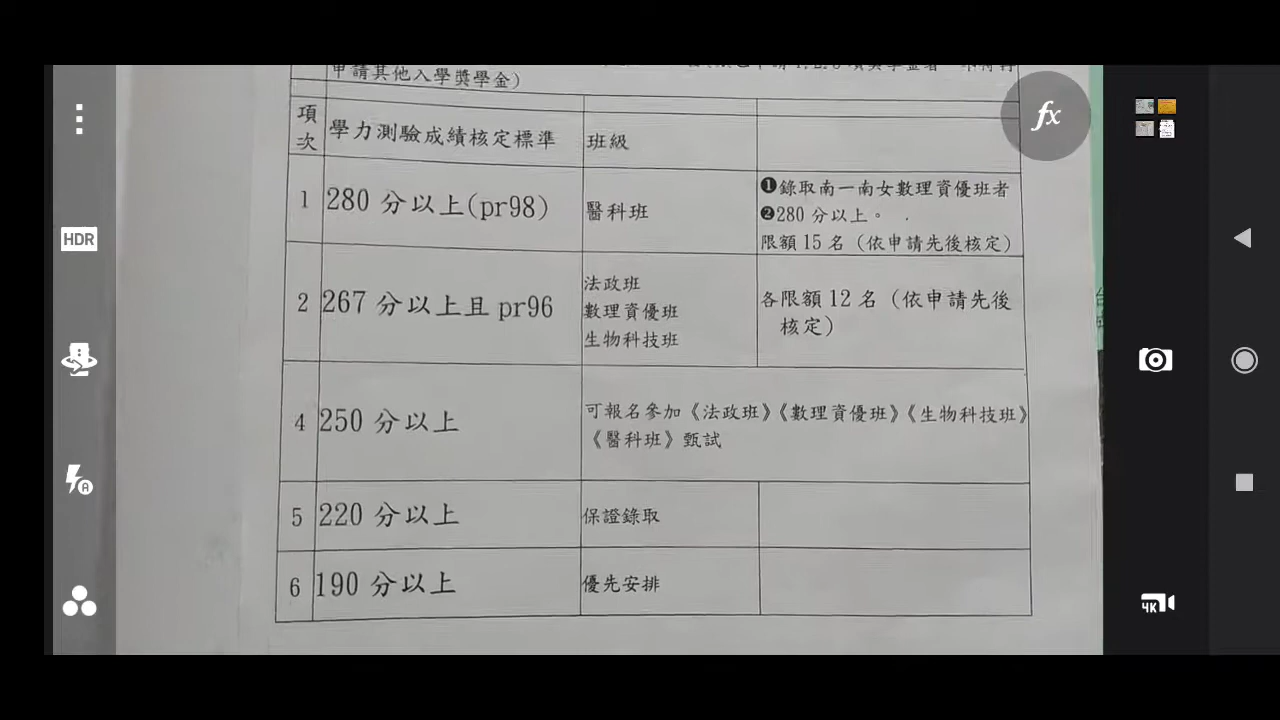 申請其他入學獎學金)
項次
學力測驗成績核定標準
班級
1
280 分以上(pr98)
醫科班
❶錄取南一南女數理資優班者
❷280 分以上。
限額 15 名 (依申請先後核定)
2
267 分以上且 pr96
法政班
數理資優班
生物科技班
各限額 12 名 (依申請先後
核定)
4
250 分以上
可報名參加《法政班》《數理資優班》《生物科技班》
《醫科班》甄試
5
220 分以上
保證錄取
6
190 分以上
優先安排
HDR
fx
A
4K